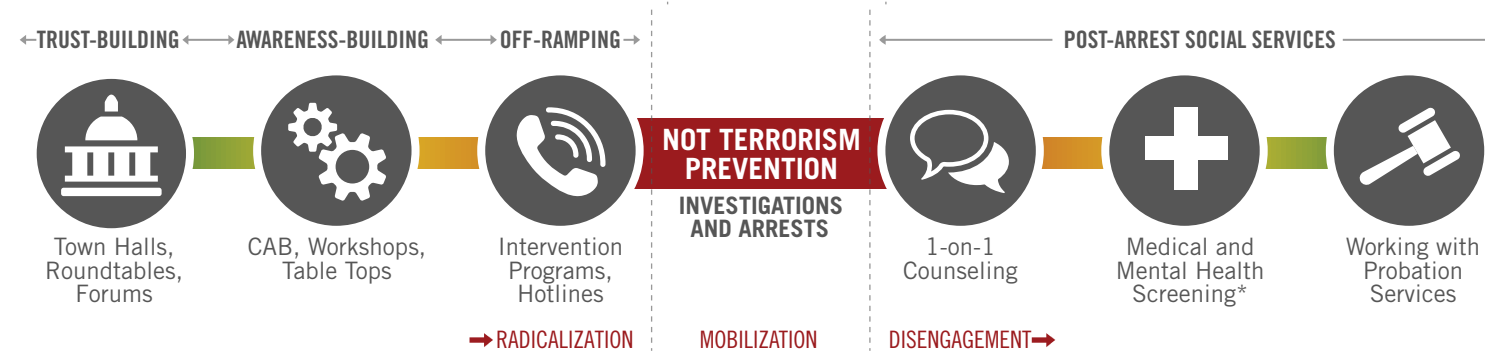 TRUST-BUILDING
AWARENESS-BUILDING
OFF-RAMPING
POST-ARREST SOCIAL SERVICES
NOT TERRORISM
PREVENTION
INVESTIGATIONS
AND ARRESTS
Town Halls,
Roundtables,
Forums
CAB, Workshops,
Table Tops
Intervention
Programs,
Hotlines
1-on-1
Counseling
Medical and
Mental Health
Screening*
Working with
Probation
Services
RADICALIZATION
MOBILIZATION
DISENGAGEMENT